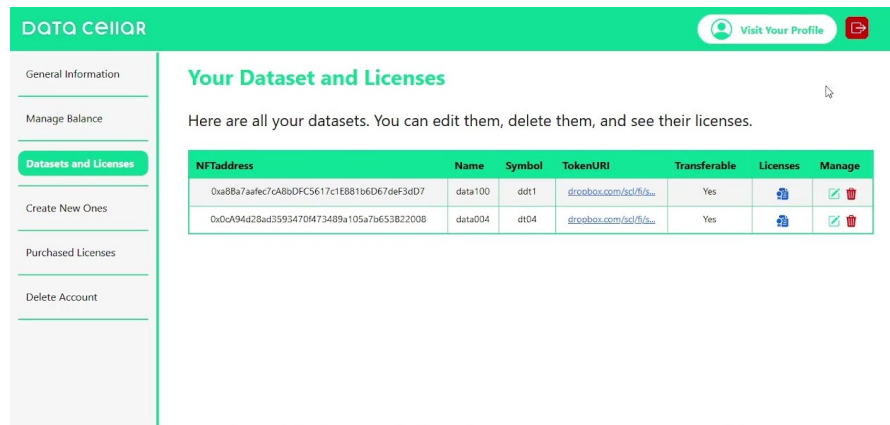 DATA CELLAR
Visit Your Profile
General Information
Manage Balance
Datasets and Licenses
Create New Ones
Purchased Licenses
Delete Account
Your Dataset and Licenses
Here are all your datasets. You can edit them, delete them, and see their licenses.
NFTaddress Name Symbol TokenURI Transferable Licenses Manage
0xa8Ba7aafec7cA8bDFC5617c1E881b6D67deF3dD7 data100 ddt1 dropbox.com/scl/fi/s... Yes
0x0cA94d28ad3593470f473489a105a7b653B22008 data004 dt04 dropbox.com/scl/fi/s... Yes